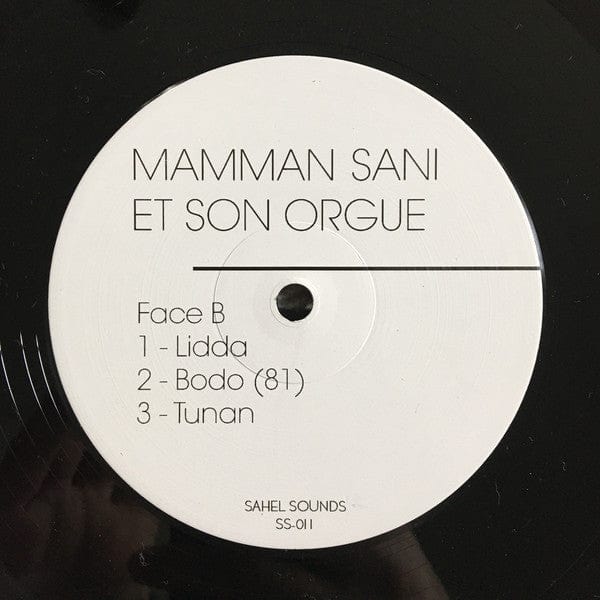 MAMMAN SANI
ET SON ORGUE
Face B
1 - Lidda
2 - Bodo (81)
3 - Tunan
SAHEL SOUNDS
SS-011